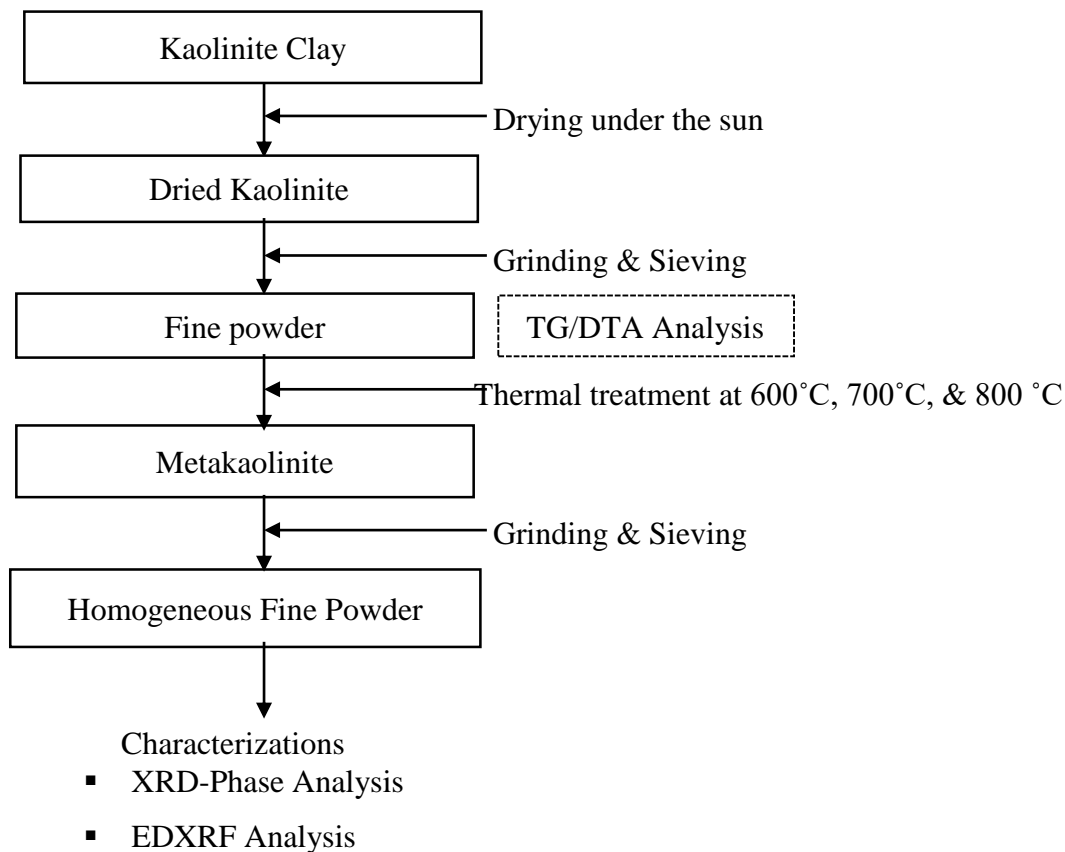 Kaolinite Clay
Drying under the sun
Dried Kaolinite
Grinding & Sieving
Fine powder
TG/DTA Analysis
Thermal treatment at 600˚C, 700˚C, & 800 ˚C
Metakaolinite
Grinding & Sieving
Homogeneous Fine Powder
Characterizations
▪ XRD-Phase Analysis
▪ EDXRF Analysis